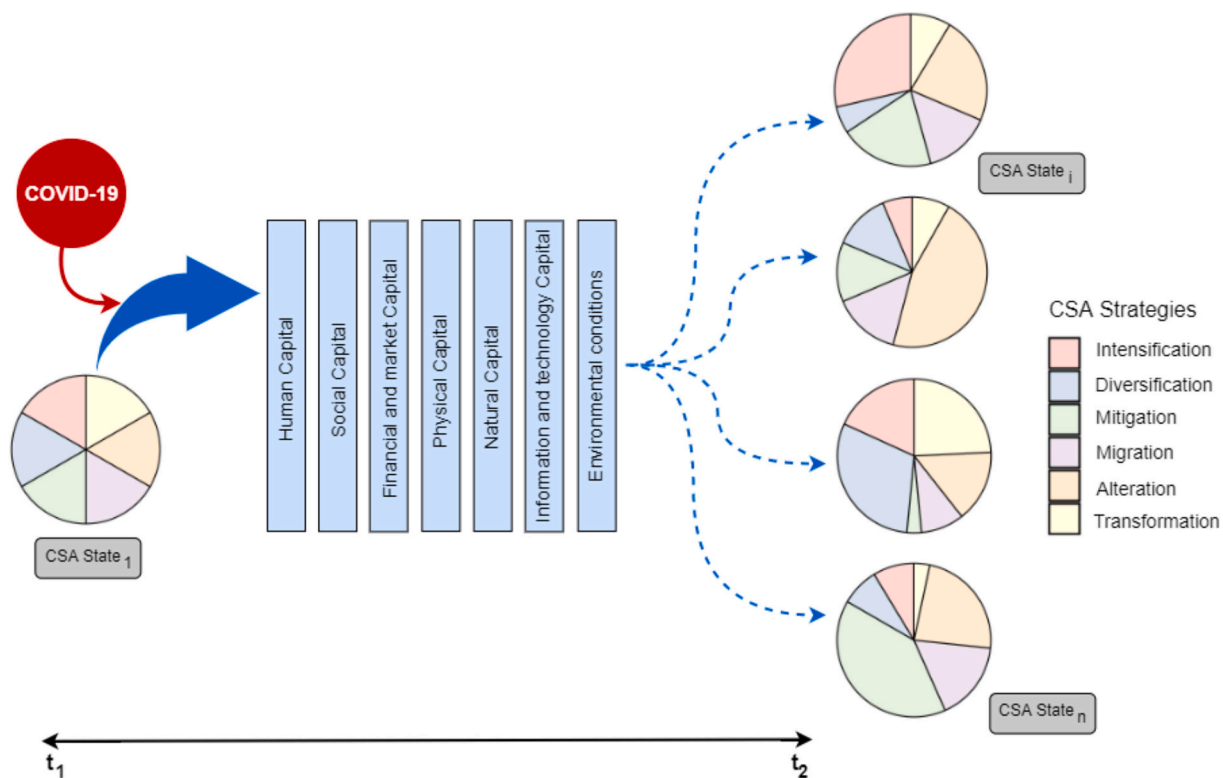 COVID-19
CSA State 1
Human Capital
Social Capital
Financial and market Capital
Physical Capital
Natural Capital
Information and technology Capital
Environmental conditions
CSA State i
CSA State n
CSA Strategies
Intensification
Diversification
Mitigation
Migration
Alteration
Transformation
t1
t2